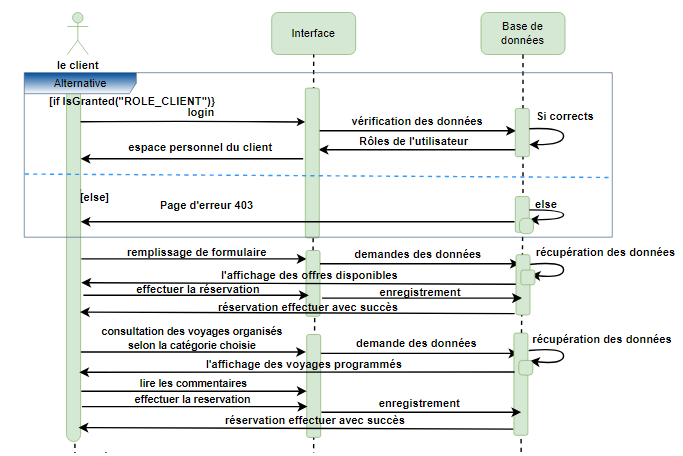 Interface
Base de
données
le client
Alternative
[if IsGranted("ROLE_CLIENT")}
login
vérification des données
Si corrects
espace personnel du client
Rôles de l'utilisateur
[else]
Page d'erreur 403
else
remplissage de formulaire
demandes des données
récupération des données
l'affichage des offres disponibles
effectuer la réservation
enregistrement
réservation effectuer avec succès
consultation des voyages organisés
selon la catégorie choisie
demande des données
récupération des données
l'affichage des voyages programmés
lire les commentaires
effectuer la reservation
enregistrement
réservation effectuer avec succès